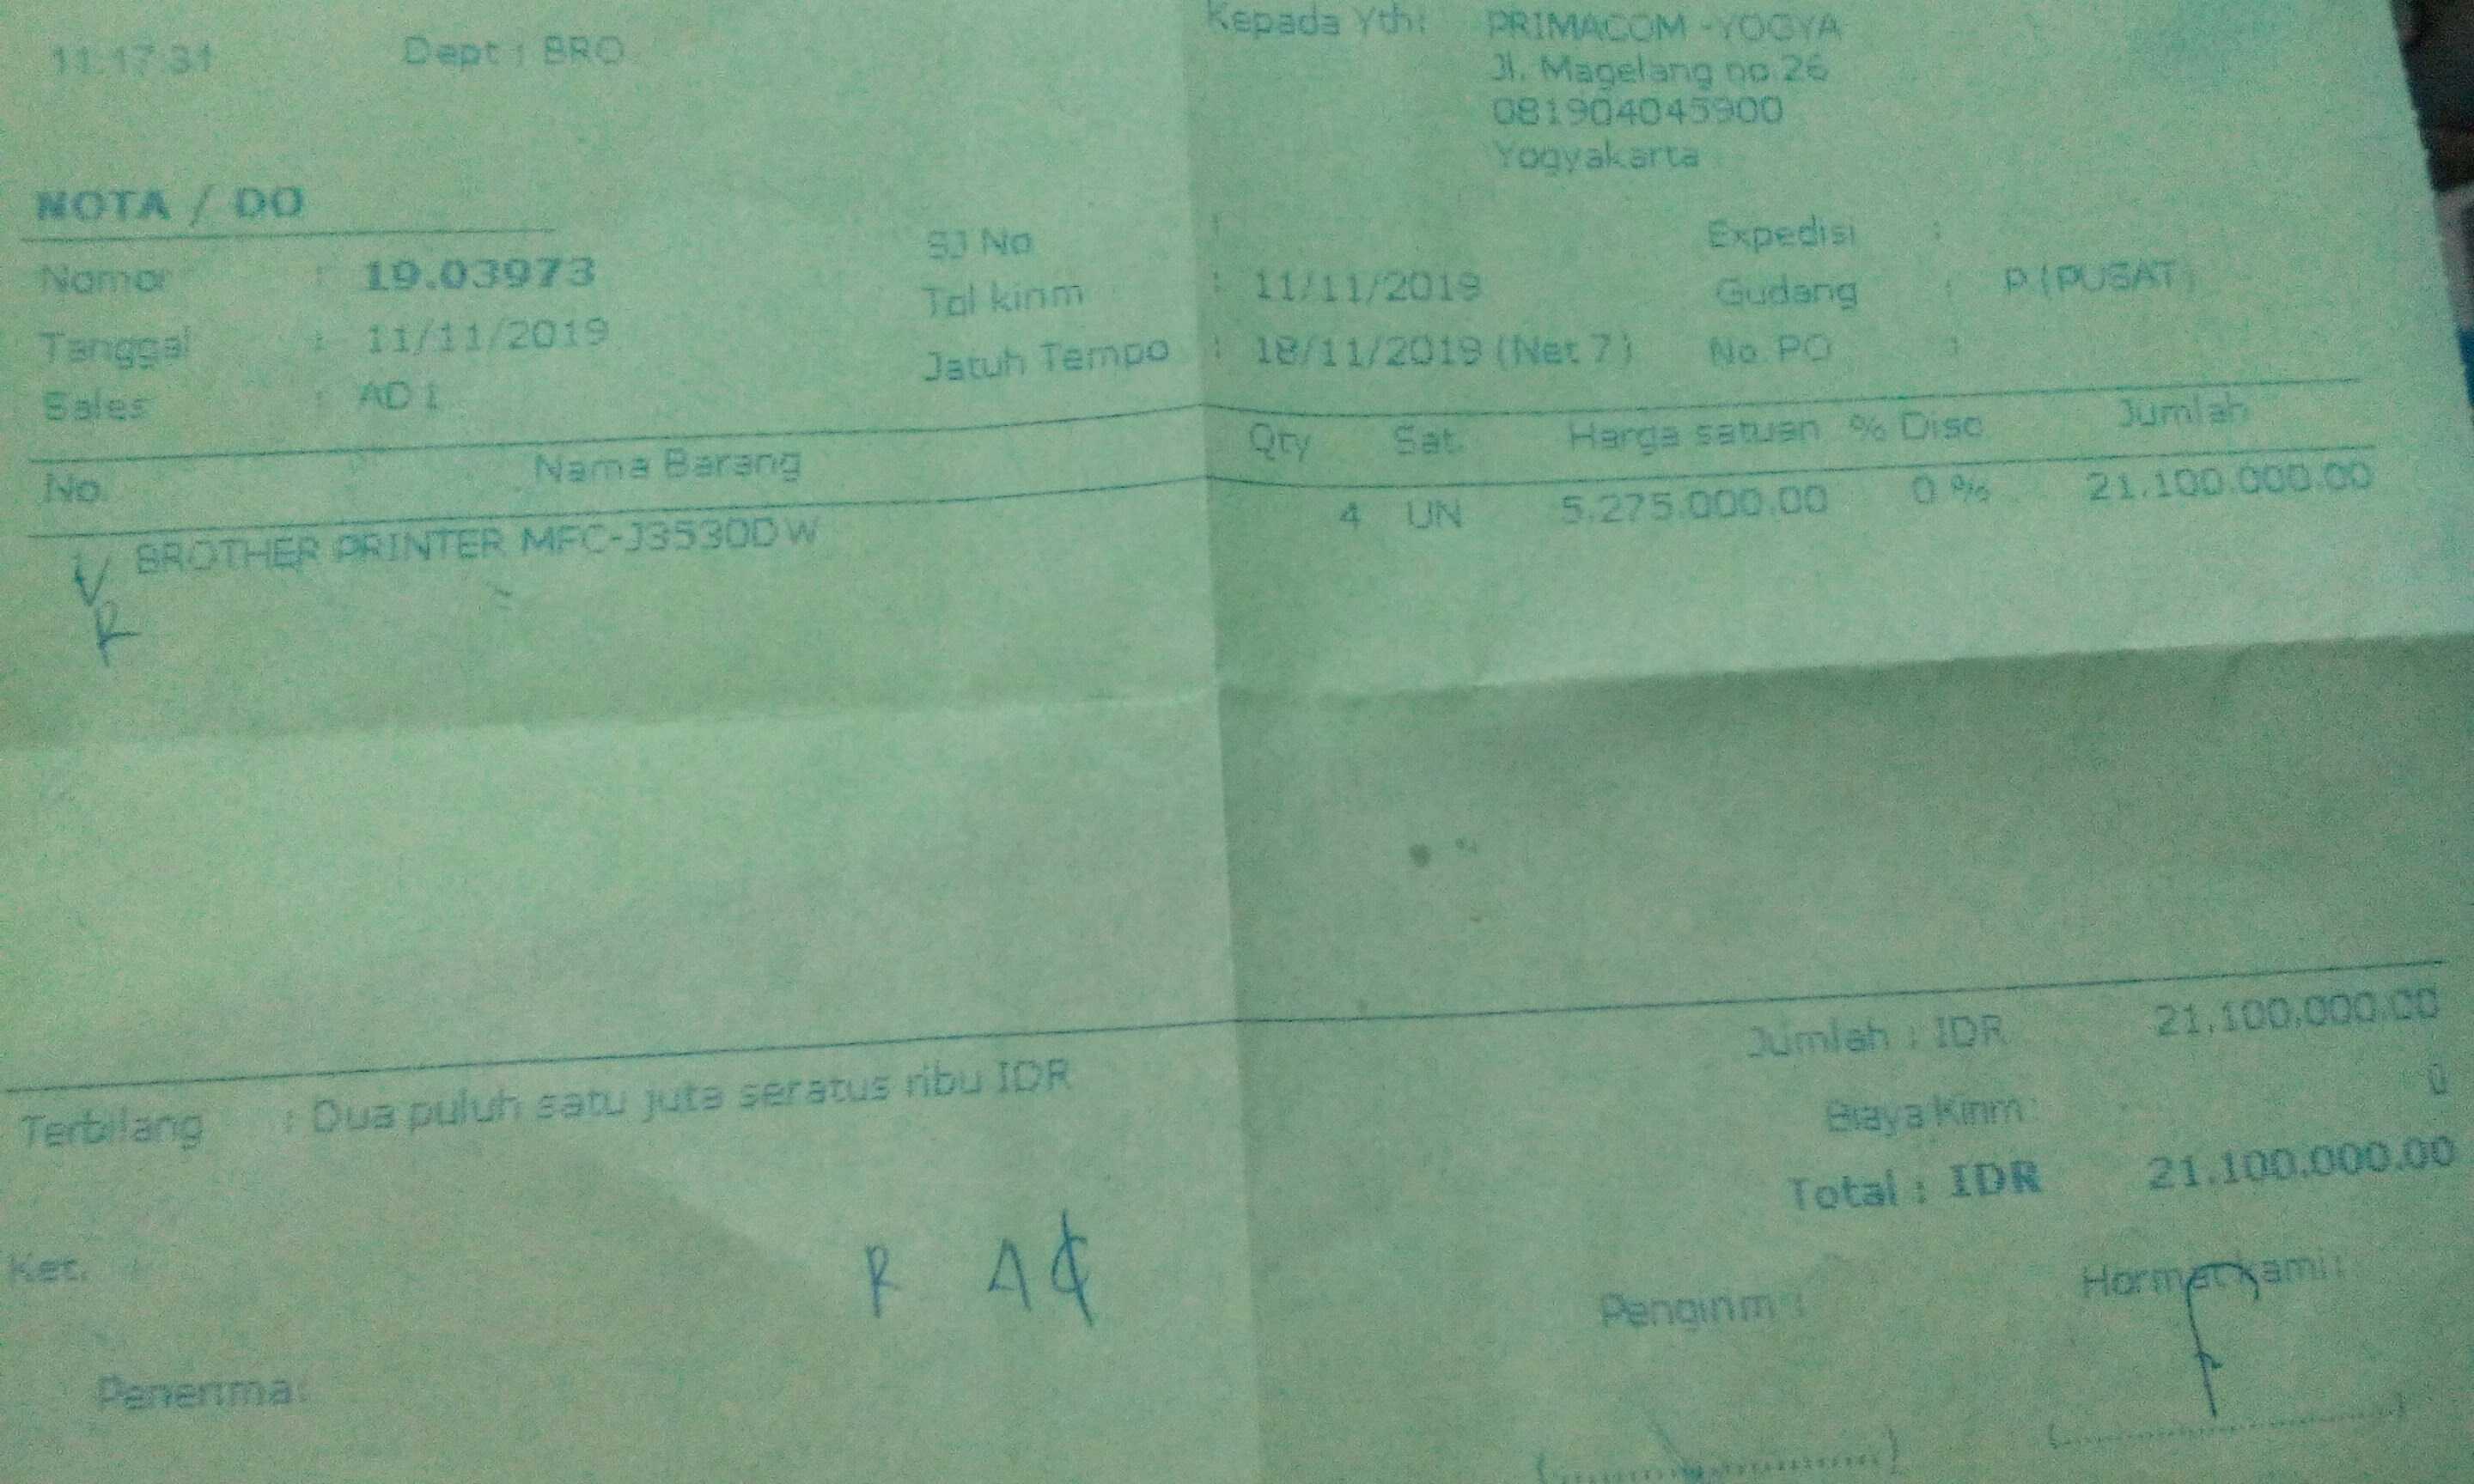 11:17:31 Dept : BRO
Kepada Yth: PRIMACOM -YOGYA
Jl. Magelang no.26
081904045900
Yogyakarta
NOTA / DO
SJ No : Expedisi :
Nomor : 19.03973 Tgl kirim : 11/11/2019 Gudang : P.(PUSAT)
Tanggal : 11/11/2019 Jatuh Tempo : 18/11/2019 (Net 7) No. PO :
Sales : AD 1
No. Nama Barang Qty Sat. Harga satuan % Disc Jumlah
1 BROTHER PRINTER MFC-J3530DW 4 UN 5.275.000.00 0 % 21.100.000.00
R
Jumlah : IDR 21.100.000.00
Terbilang : Dua puluh satu juta seratus ribu IDR
Biaya Kirim : 0
Total : IDR 21.100.000.00
Ket. :
R
Penerima: Pengirim : Hormat kami :